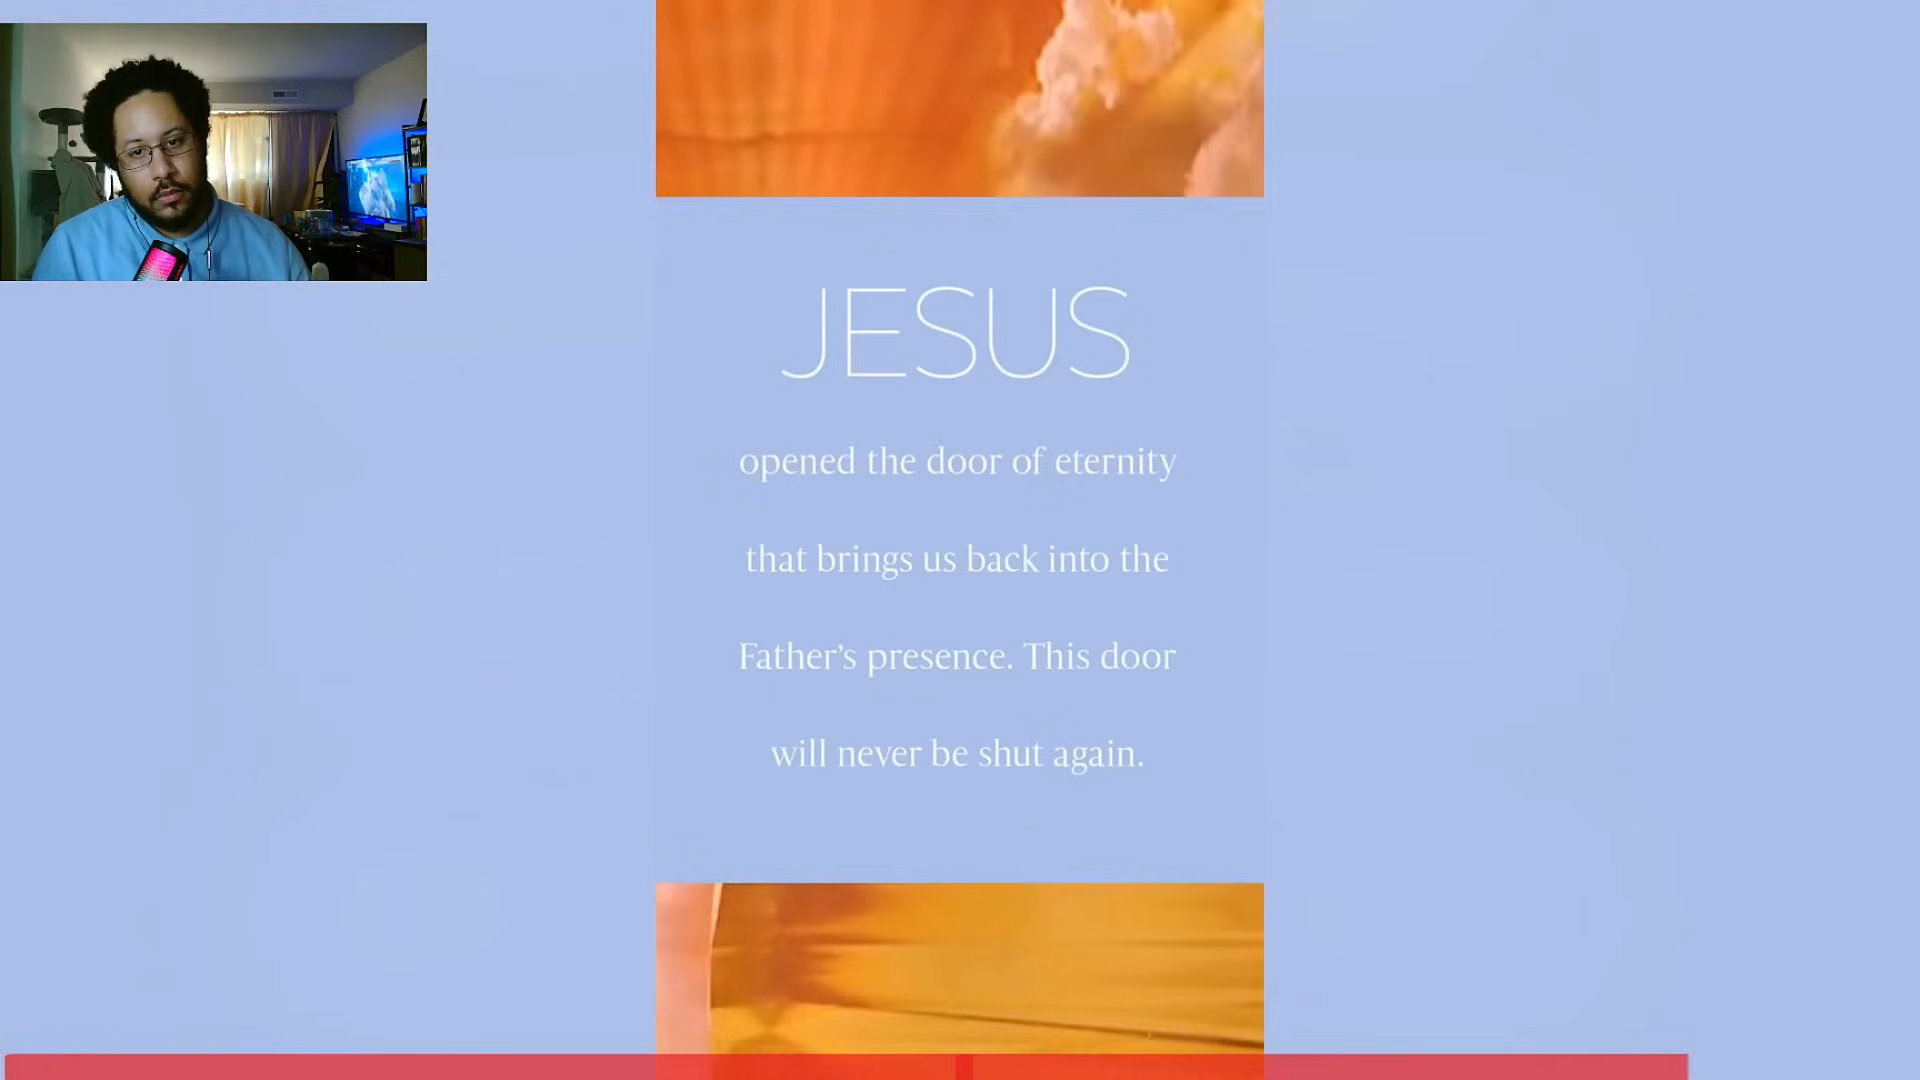 JESUS
opened the door of eternity
that brings us back into the
Father’s presence. This door
will never be shut again.